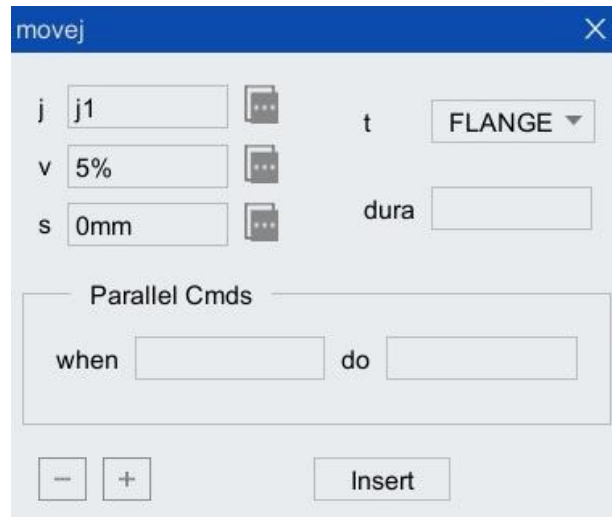 movej
j j1
t FLANGE
v 5%
dura
s 0mm
Parallel Cmds
when do
Insert